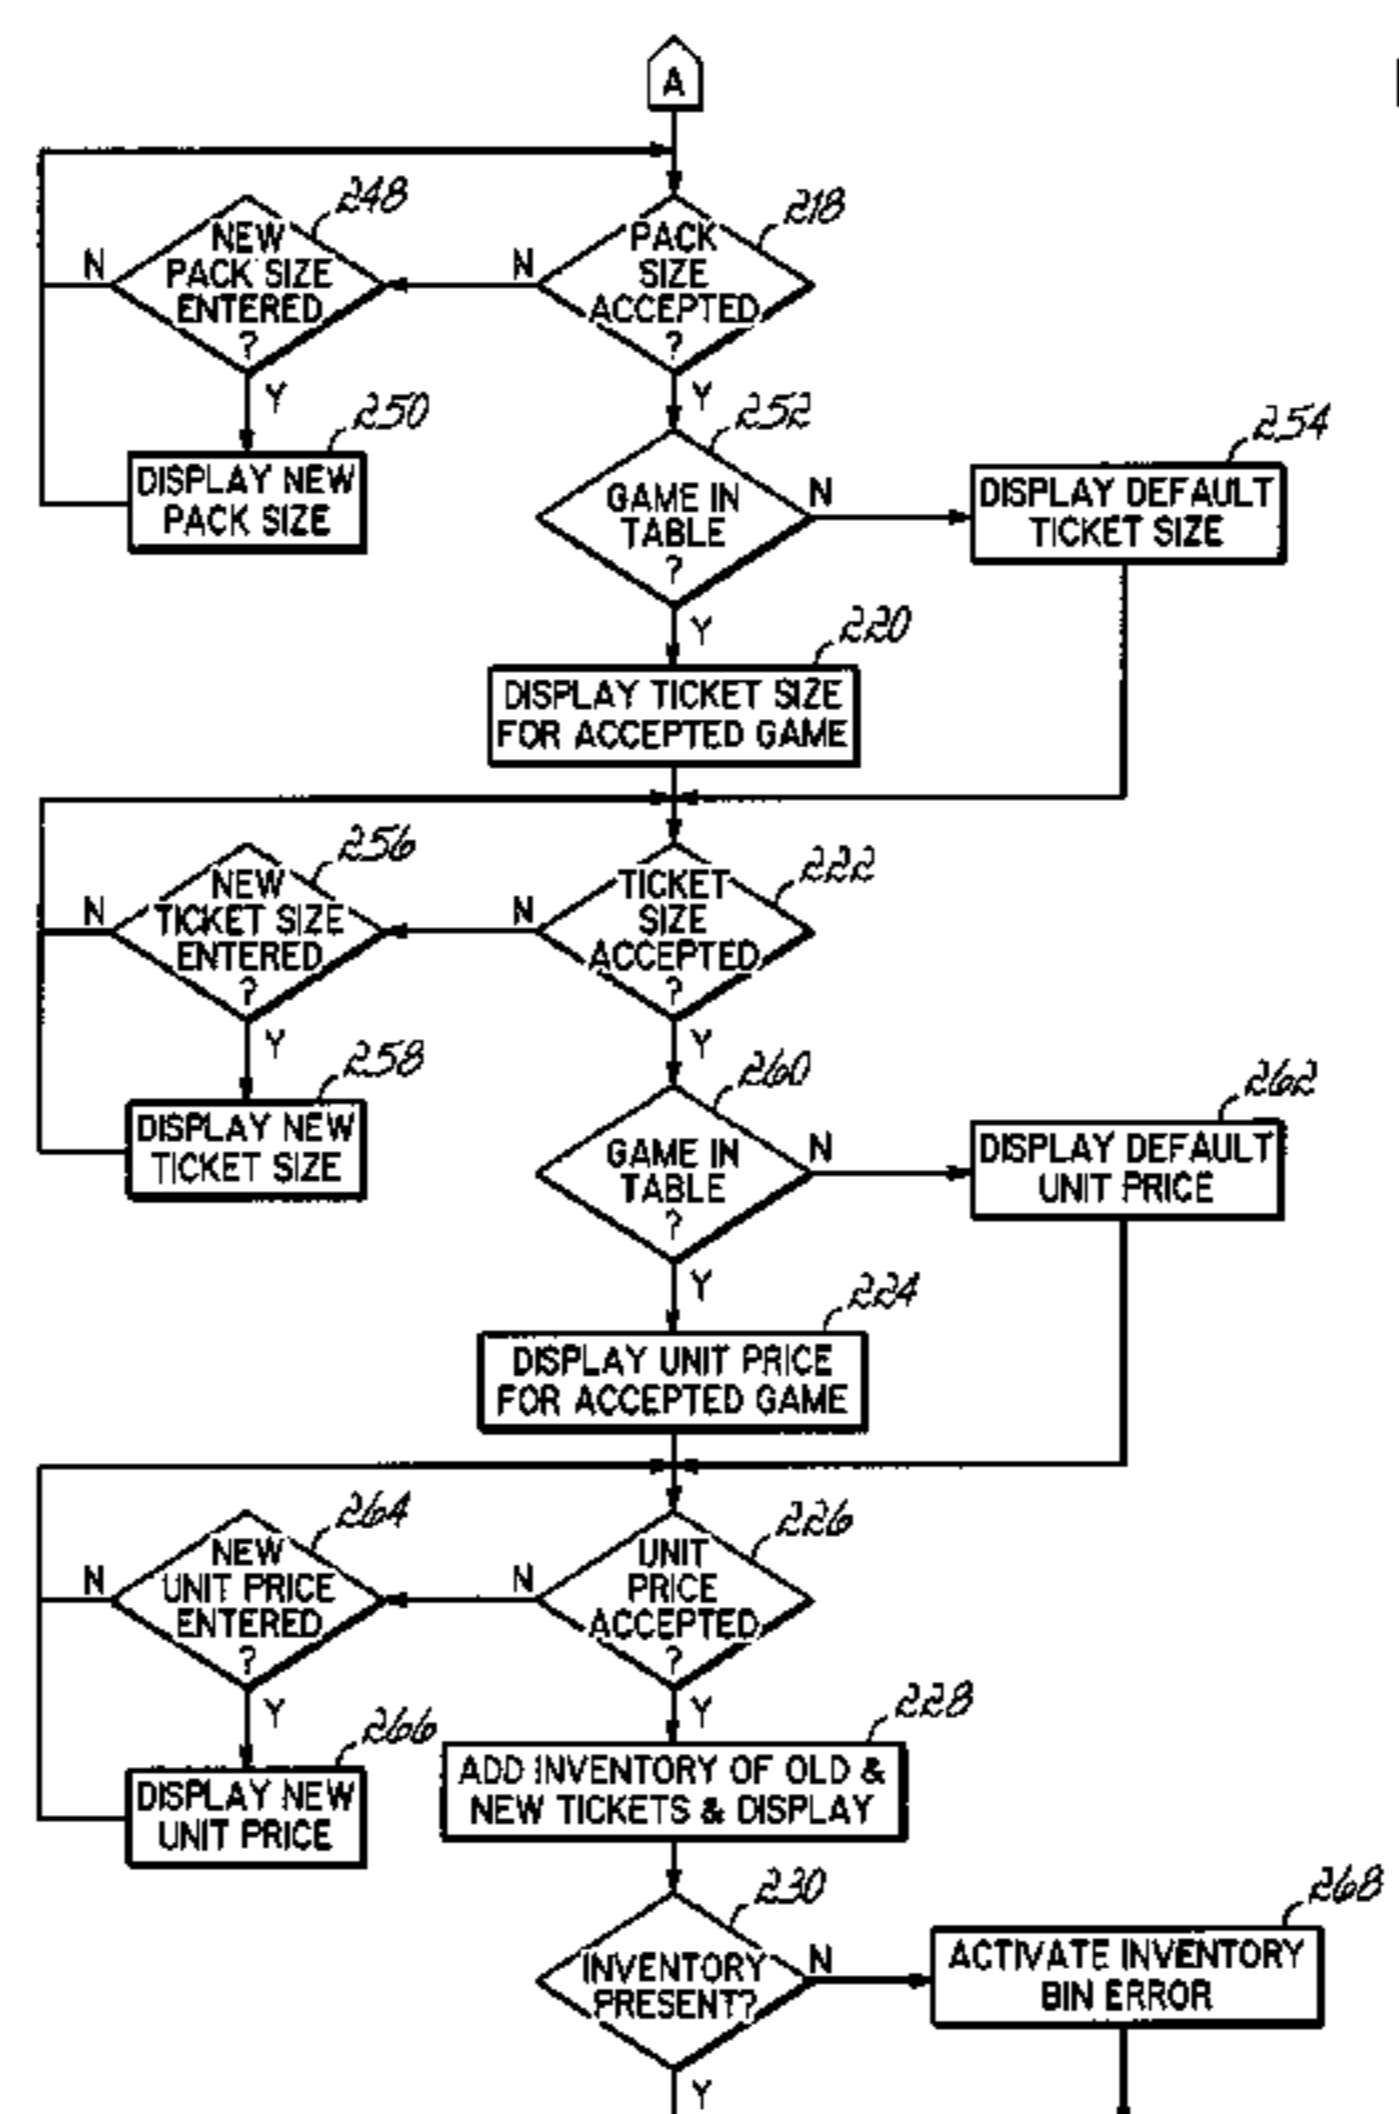 A
248
NEW
PACK SIZE
ENTERED
?
N
Y
218
PACK
SIZE
ACCEPTED
?
N
Y
250
DISPLAY NEW
PACK SIZE
252
GAME IN
TABLE
?
N
Y
254
DISPLAY DEFAULT
TICKET SIZE
220
DISPLAY TICKET SIZE
FOR ACCEPTED GAME
256
NEW
TICKET SIZE
ENTERED
?
N
Y
222
TICKET
SIZE
ACCEPTED
?
N
Y
258
DISPLAY NEW
TICKET SIZE
260
GAME IN
TABLE
?
N
Y
262
DISPLAY DEFAULT
UNIT PRICE
224
DISPLAY UNIT PRICE
FOR ACCEPTED GAME
264
NEW
UNIT PRICE
ENTERED
?
N
Y
226
UNIT
PRICE
ACCEPTED
?
N
Y
266
DISPLAY NEW
UNIT PRICE
228
ADD INVENTORY OF OLD &
NEW TICKETS & DISPLAY
230
INVENTORY
PRESENT?
N
Y
268
ACTIVATE INVENTORY
BIN ERROR